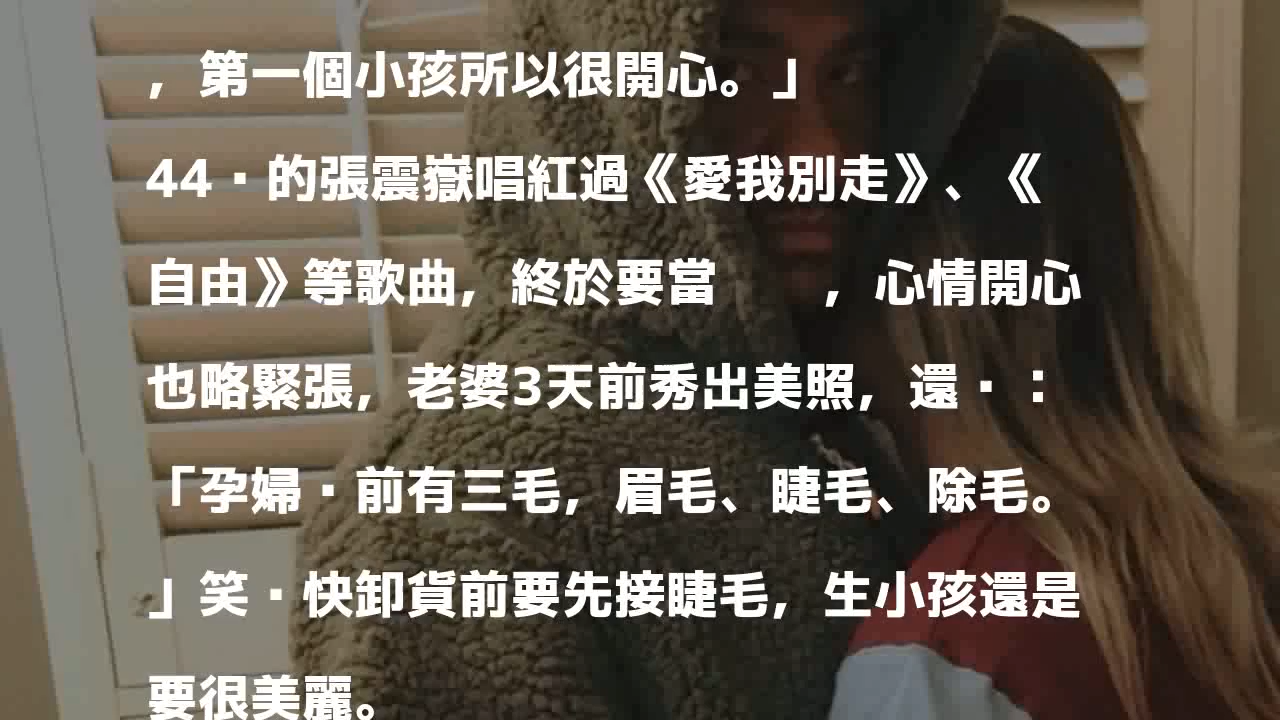 ，第一個小孩所以很開心。」
44▪的張震嶽唱紅過《愛我別走》、《
自由》等歌曲，終於要當　　，心情開心
也略緊張，老婆3天前秀出美照，還▪：
「孕婦▪前有三毛，眉毛、睫毛、除毛。
」笑▪快卸貨前要先接睫毛，生小孩還是
要很美麗。